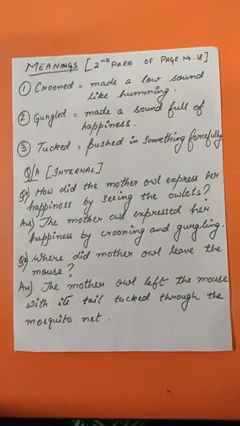 MEANINGS [2ND PARA OF PAGE NO. 18]
① Crooned = made a low sound
like humming.
② Gurgled = made a sound full of
happiness.
③ Tucked = pushed in something forcefully
Q/A [INTERNAL]
Q1) How did the mother owl express her
happiness by seeing the owlets?
Ans) The mother owl expressed her
happiness by crooning and gurgling.
Q2) Where did mother owl leave the
mouse?
Ans) The mother owl left the mouse
with its tail tucked through the
mosquito net.